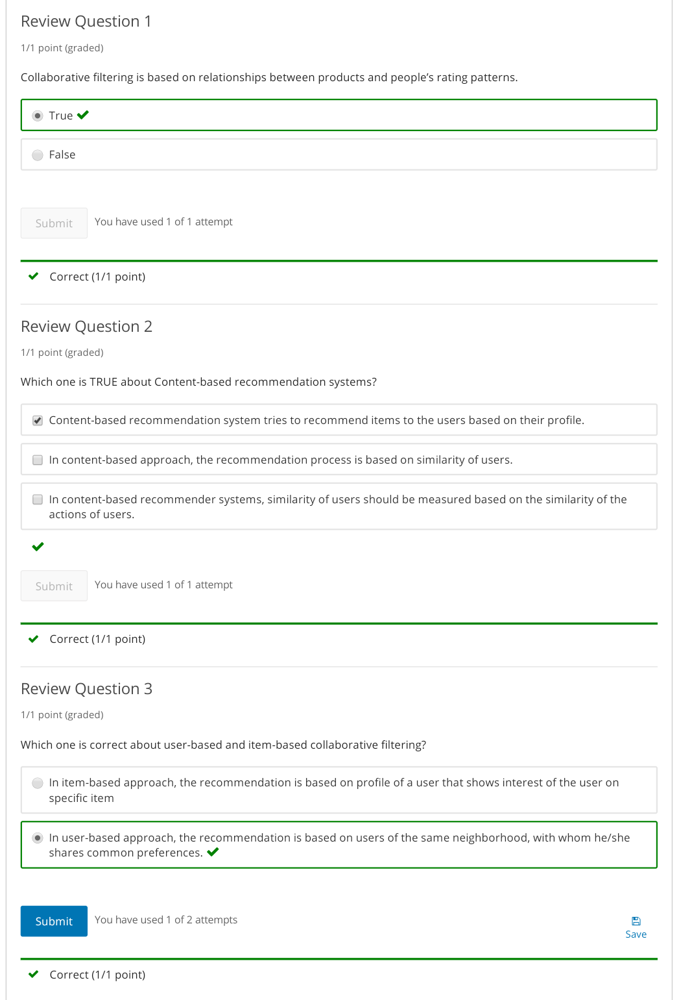 Review Question 1
1/1 point (graded)
Collaborative filtering is based on relationships between products and people’s rating patterns.
True
False
Submit
You have used 1 of 1 attempt
Correct (1/1 point)
Review Question 2
1/1 point (graded)
Which one is TRUE about Content-based recommendation systems?
Content-based recommendation system tries to recommend items to the users based on their profile.
In content-based approach, the recommendation process is based on similarity of users.
In content-based recommender systems, similarity of users should be measured based on the similarity of the
actions of users.
Submit
You have used 1 of 1 attempt
Correct (1/1 point)
Review Question 3
1/1 point (graded)
Which one is correct about user-based and item-based collaborative filtering?
In item-based approach, the recommendation is based on profile of a user that shows interest of the user on
specific item
In user-based approach, the recommendation is based on users of the same neighborhood, with whom he/she
shares common preferences.
Submit
You have used 1 of 2 attempts
Save
Correct (1/1 point)